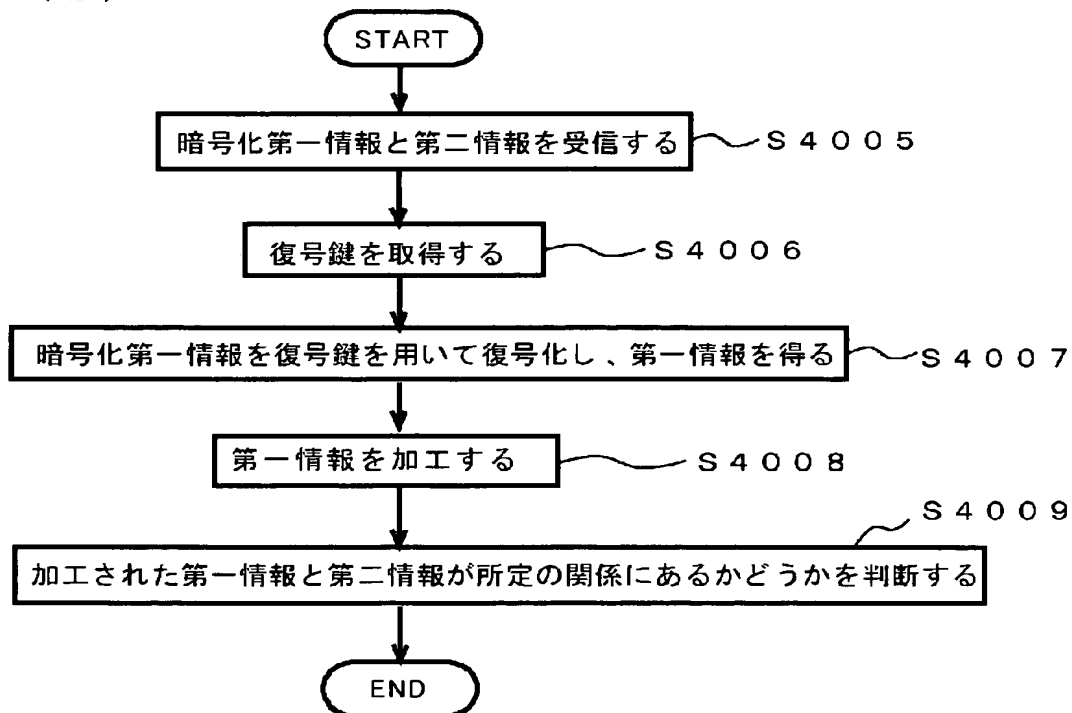 START
暗号化第一情報と第二情報を受信する
S4005
復号鍵を取得する
S4006
暗号化第一情報を復号鍵を用いて復号化し、第一情報を得る
S4007
第一情報を加工する
S4008
S4009
加工された第一情報と第二情報が所定の関係にあるかどうかを判断する
END